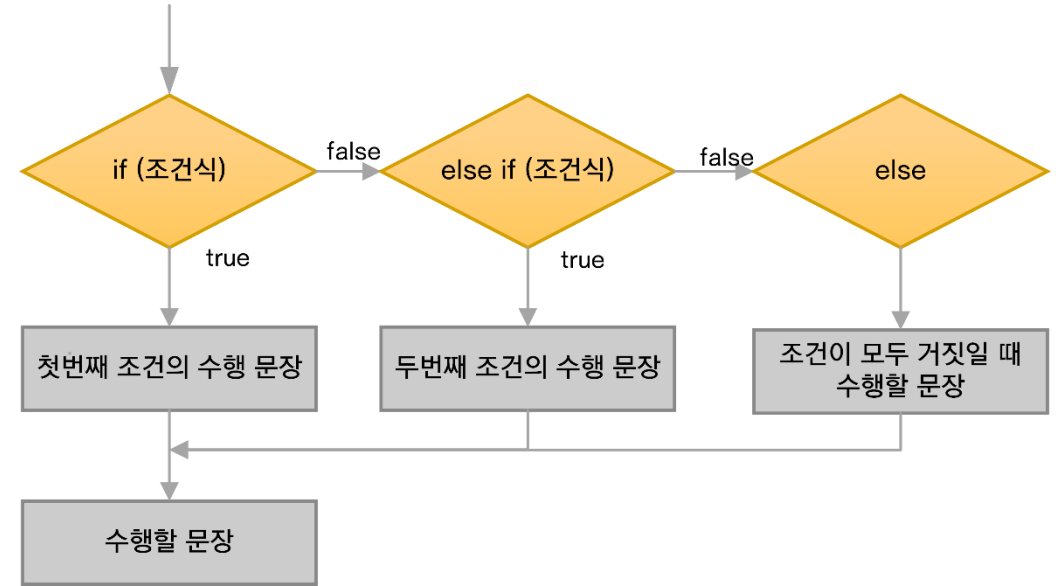 if (조건식)
false
else if (조건식)
false
else
true
true
첫번째 조건의 수행 문장
두번째 조건의 수행 문장
조건이 모두 거짓일 때
수행할 문장
수행할 문장